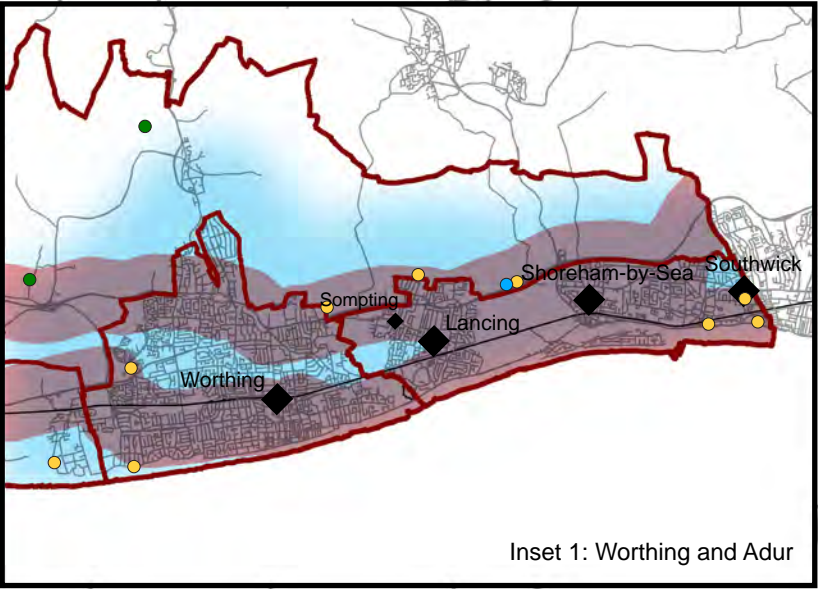 Southwick
Shoreham-by-Sea
Sompting
Lancing
Worthing
Inset 1: Worthing and Adur